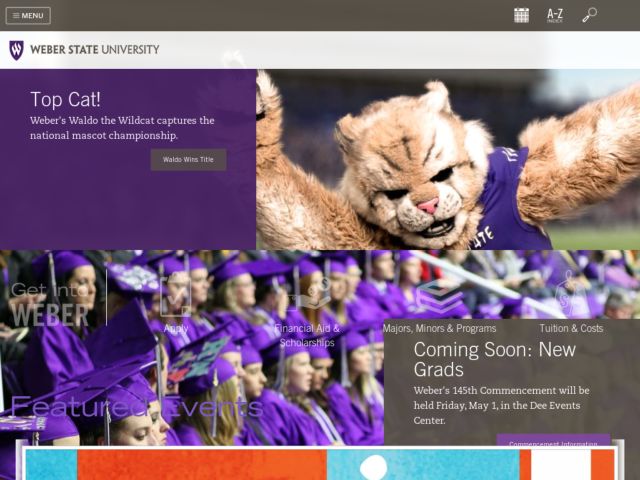 MENU
A-Z
INDEX
WEBER STATE UNIVERSITY
Top Cat!
Weber's Waldo the Wildcat captures the
national mascot championship.
Waldo Wins Title
Get Into
WEBER
Apply
Financial Aid &
Scholarships
Majors, Minors & Programs
Tuition & Costs
Coming Soon: New
Grads
Weber's 145th Commencement will be
held Friday, May 1, in the Dee Events
Center.
Featured Events
Commencement Information